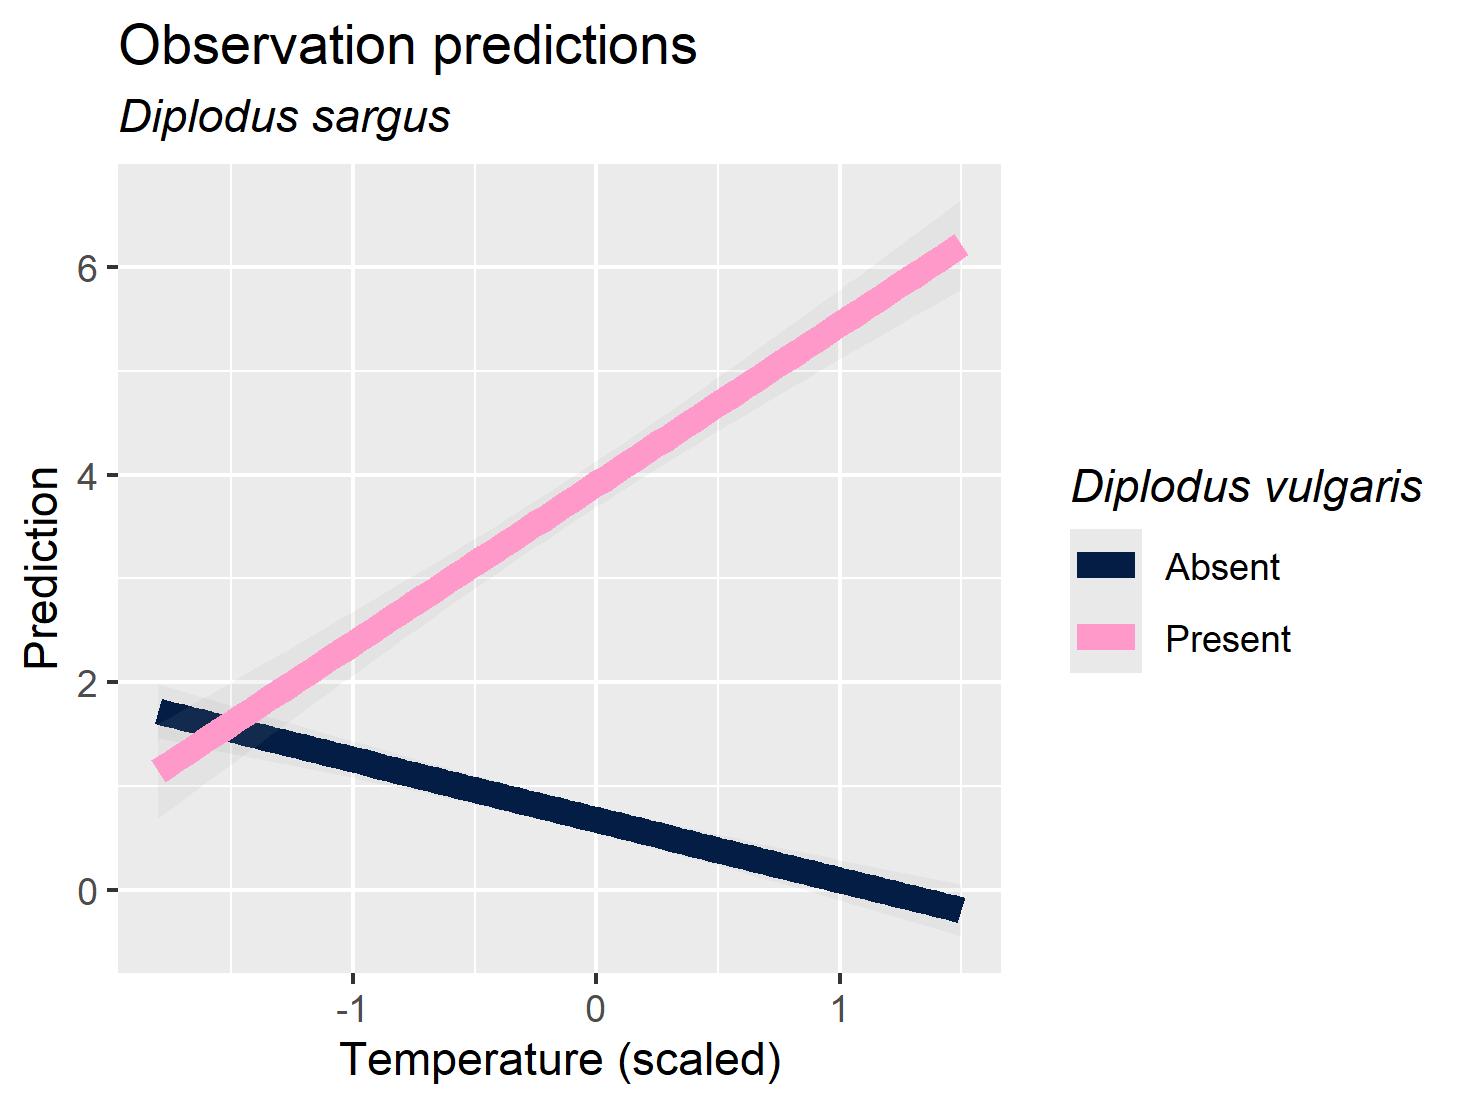 Observation predictions
Diplodus sargus
Prediction
6
4
2
0
-1
0
1
Temperature (scaled)
Diplodus vulgaris
Absent
Present